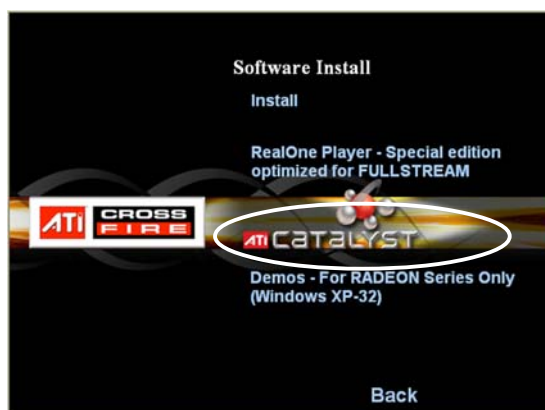 Software Install
Install
RealOne Player - Special edition
optimized for FULLSTREAM
ATi CROSS
FIRE
ATi CATALYST
Demos - For RADEON Series Only
(Windows XP-32)
Back